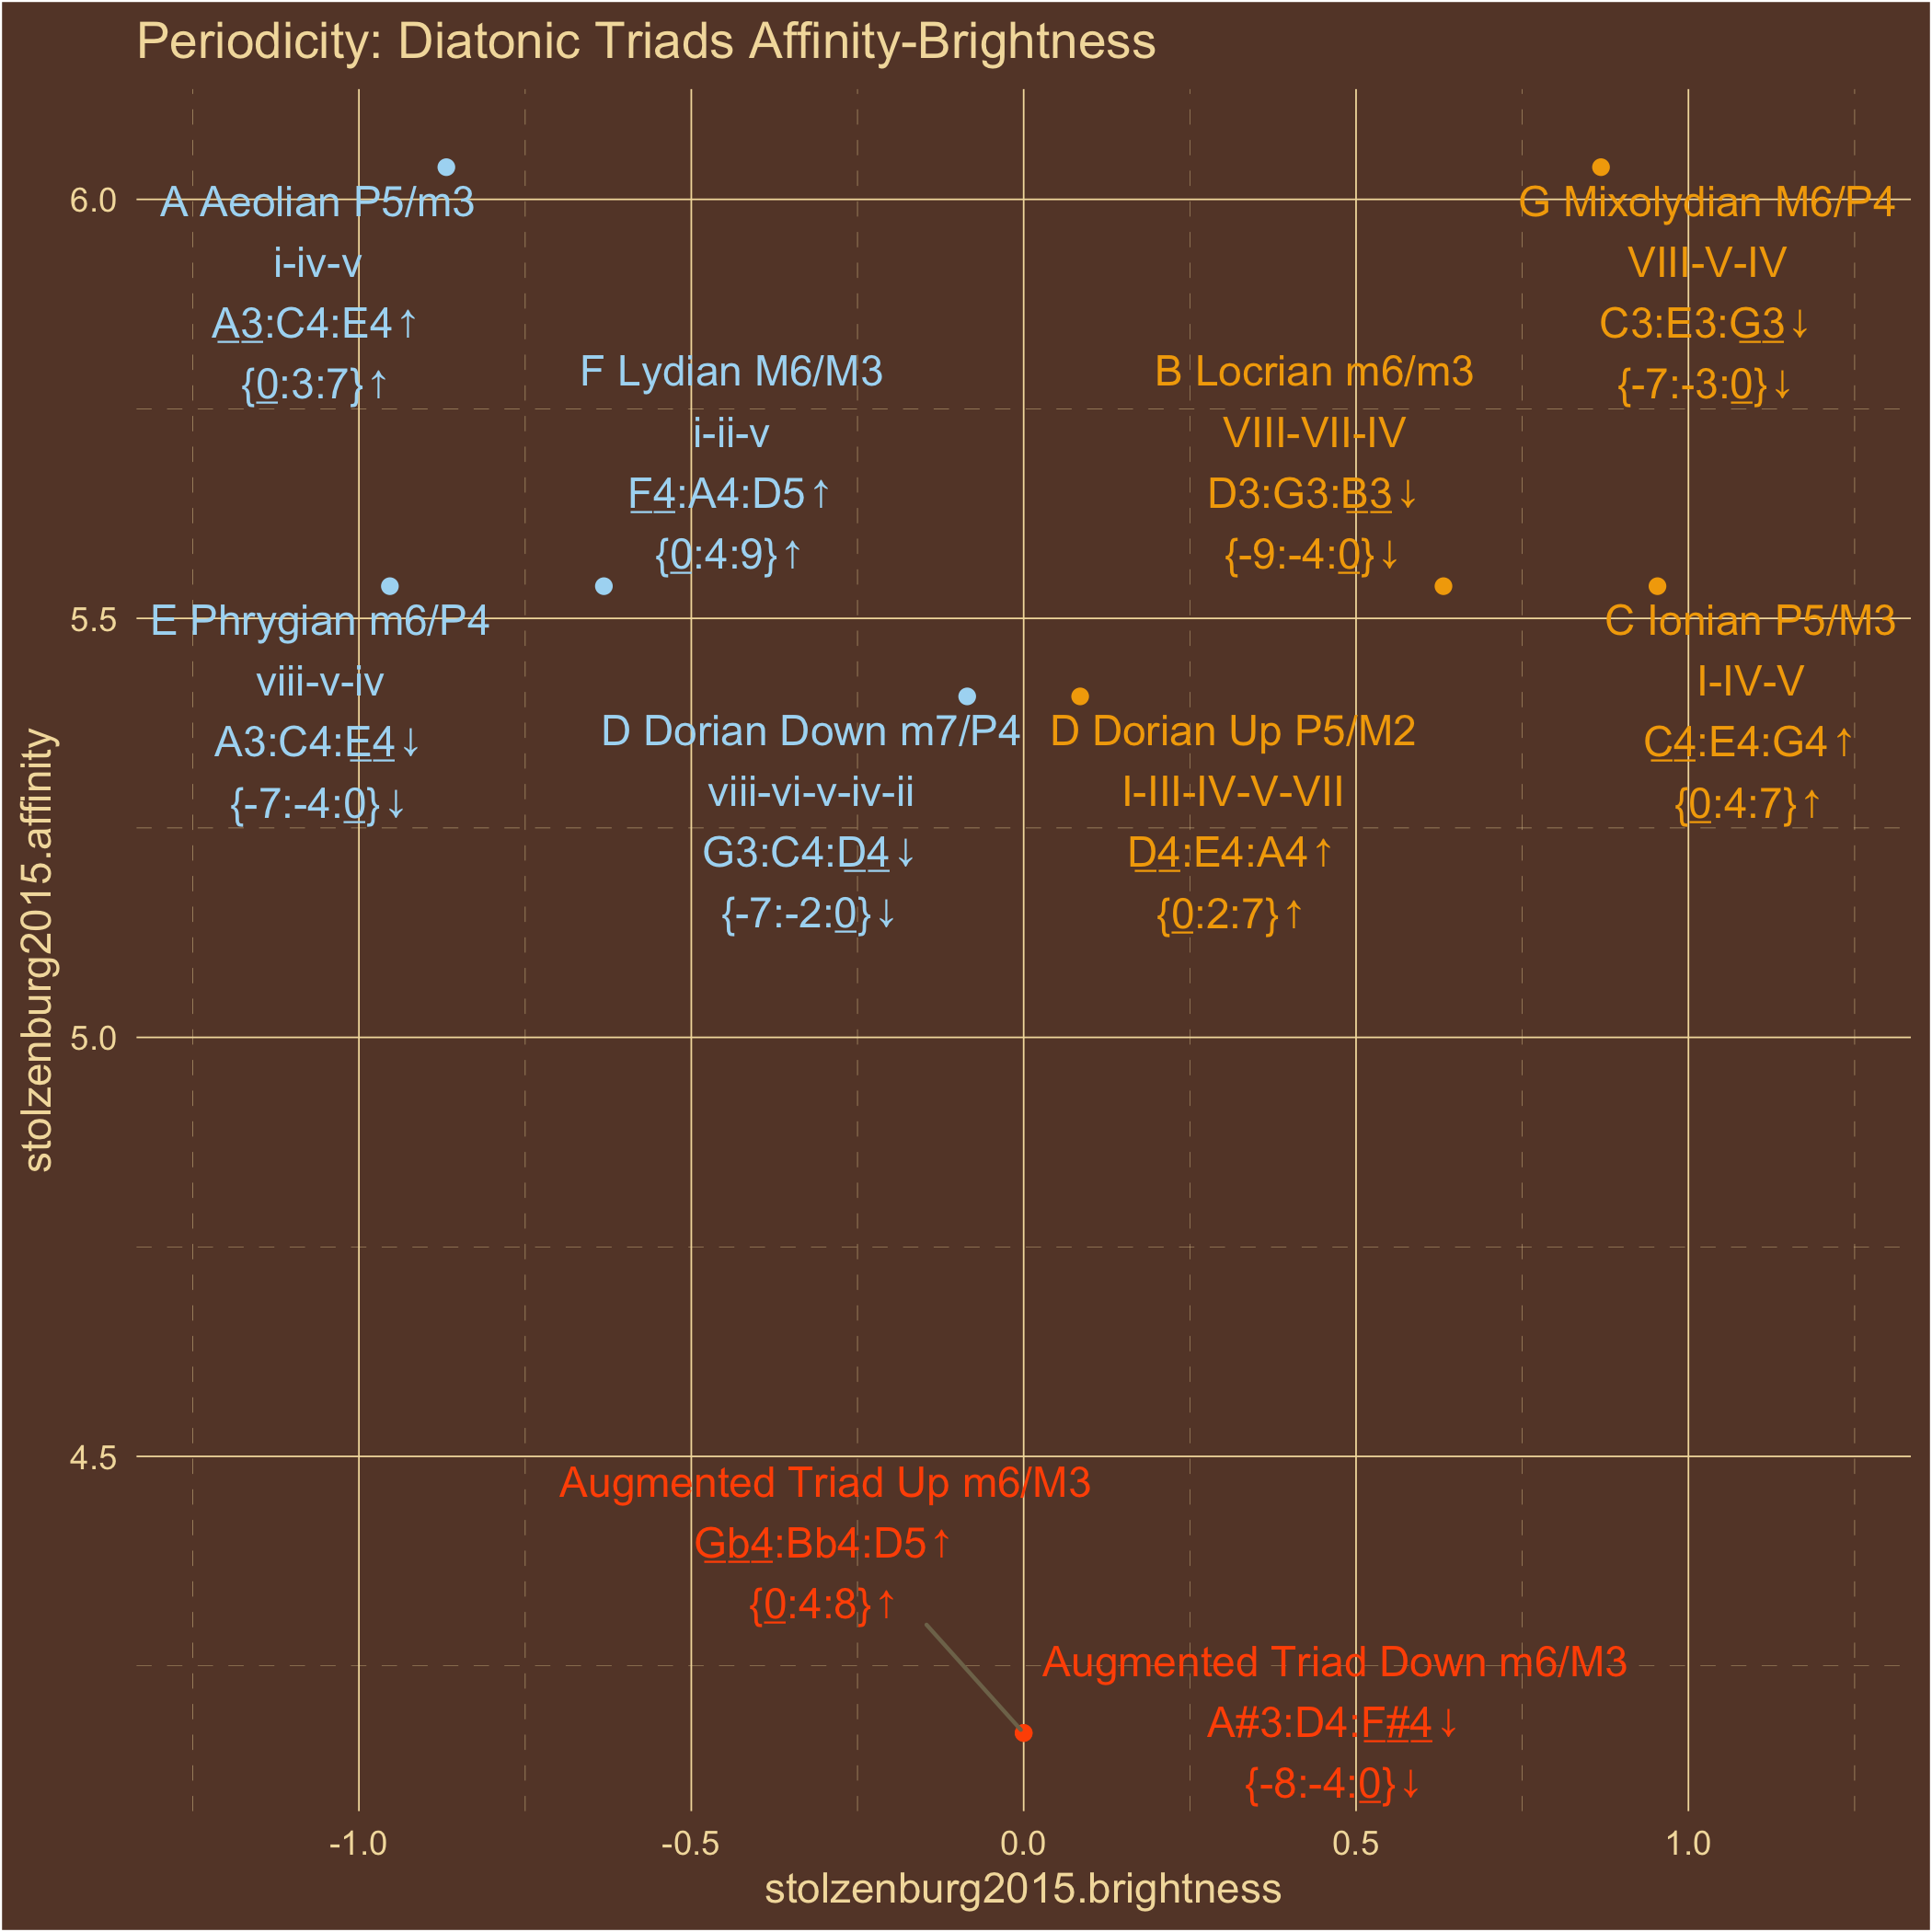 Periodicity: Diatonic Triads Affinity-Brightness
stolzenburg2015.affinity
6.0
5.5
5.0
4.5
A Aeolian P5/m3
i-iv-v
A3:C4:E4↑
{0:3:7}↑
G Mixolydian M6/P4
VIII-V-IV
C3:E3:G3↓
{-7:-3:0}↓
F Lydian M6/M3
i-ii-v
F4:A4:D5↑
{0:4:9}↑
B Locrian m6/m3
VIII-VII-IV
D3:G3:B3↓
{-9:-4:0}↓
E Phrygian m6/P4
viii-v-iv
A3:C4:E4↓
{-7:-4:0}↓
C Ionian P5/M3
I-IV-V
C4:E4:G4↑
{0:4:7}↑
D Dorian Down m7/P4
viii-vi-v-iv-ii
G3:C4:D4↓
{-7:-2:0}↓
D Dorian Up P5/M2
I-III-IV-V-VII
D4:E4:A4↑
{0:2:7}↑
Augmented Triad Up m6/M3
Gb4:Bb4:D5↑
{0:4:8}↑
Augmented Triad Down m6/M3
A#3:D4:F#4↓
{-8:-4:0}↓
-1.0
-0.5
0.0
0.5
1.0
stolzenburg2015.brightness